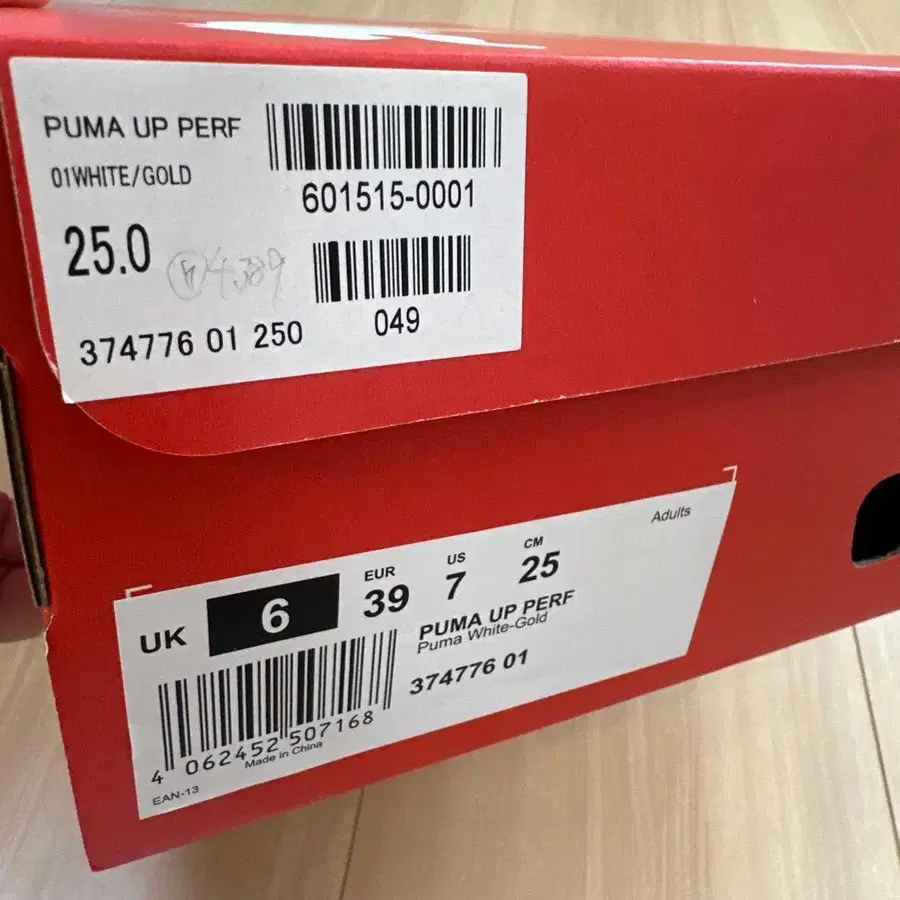 PUMA UP PERF
01WHITE/GOLD
601515-0001
25.0
4389
049
374776 01 250
Adults
UK 6 EUR 39 US 7 CM 25
PUMA UP PERF
Puma White-Gold
374776 01
4 062452 507168
Made in China
EAN-13